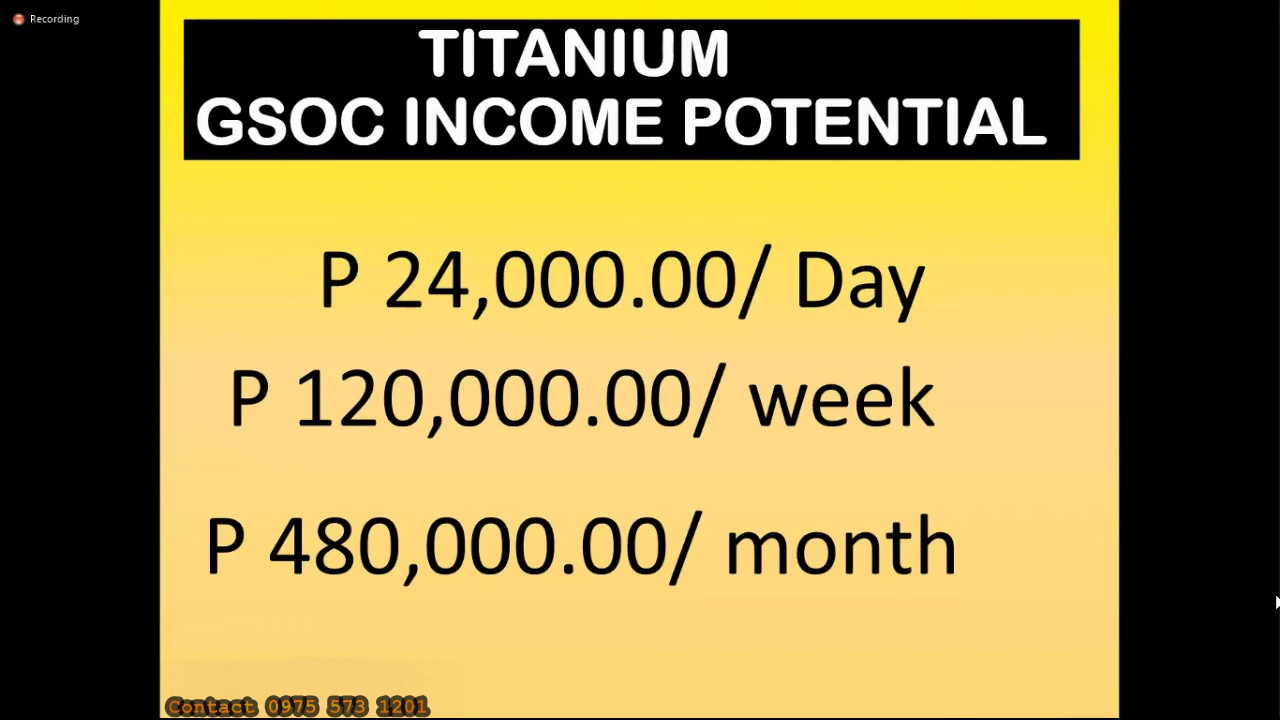 Recording
TITANIUM
GSOC INCOME POTENTIAL
P 24,000.00/ Day
P 120,000.00/ week
P 480,000.00/ month
Contact 0975 573 1201